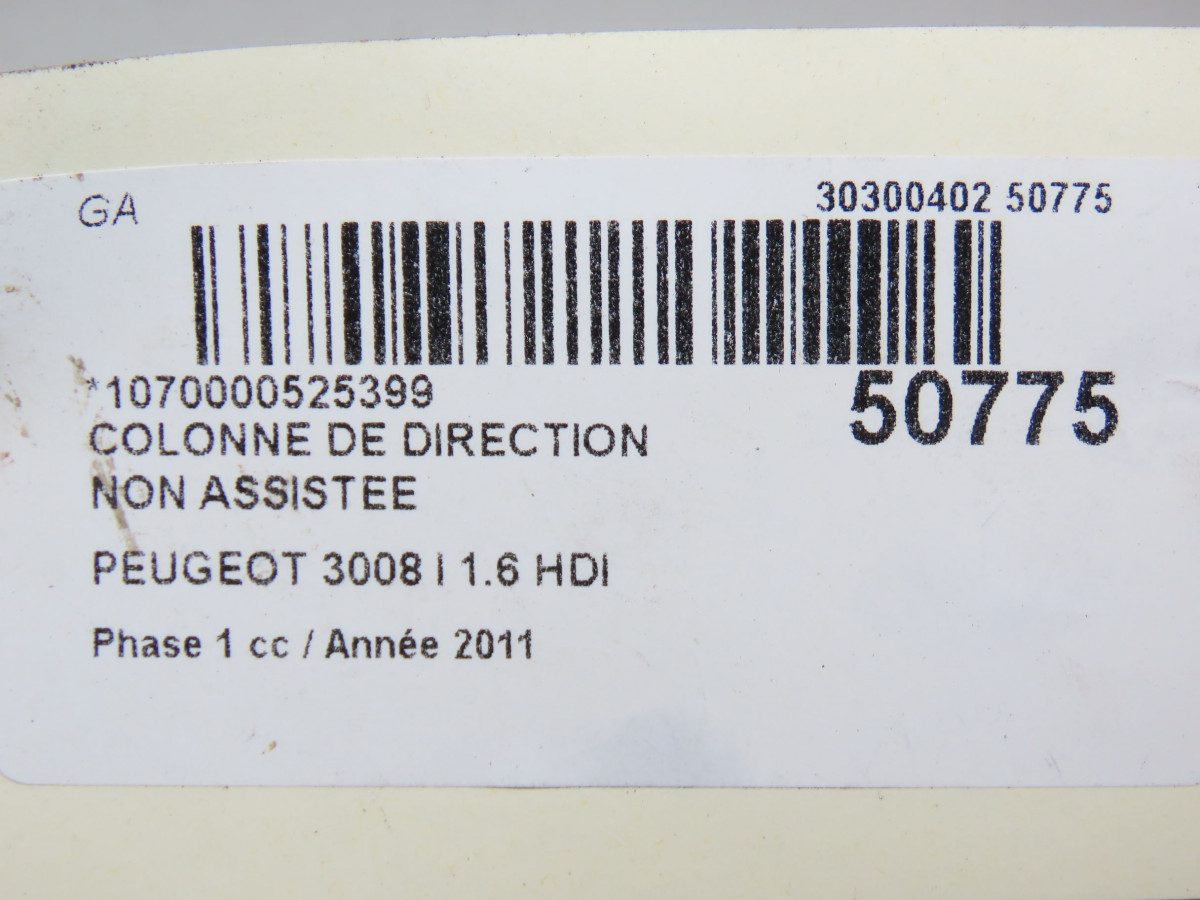 GA
30300402 50775
*1070000525399
50775
COLONNE DE DIRECTION
NON ASSISTEE
PEUGEOT 3008 I 1.6 HDI
Phase 1 cc / Année 2011